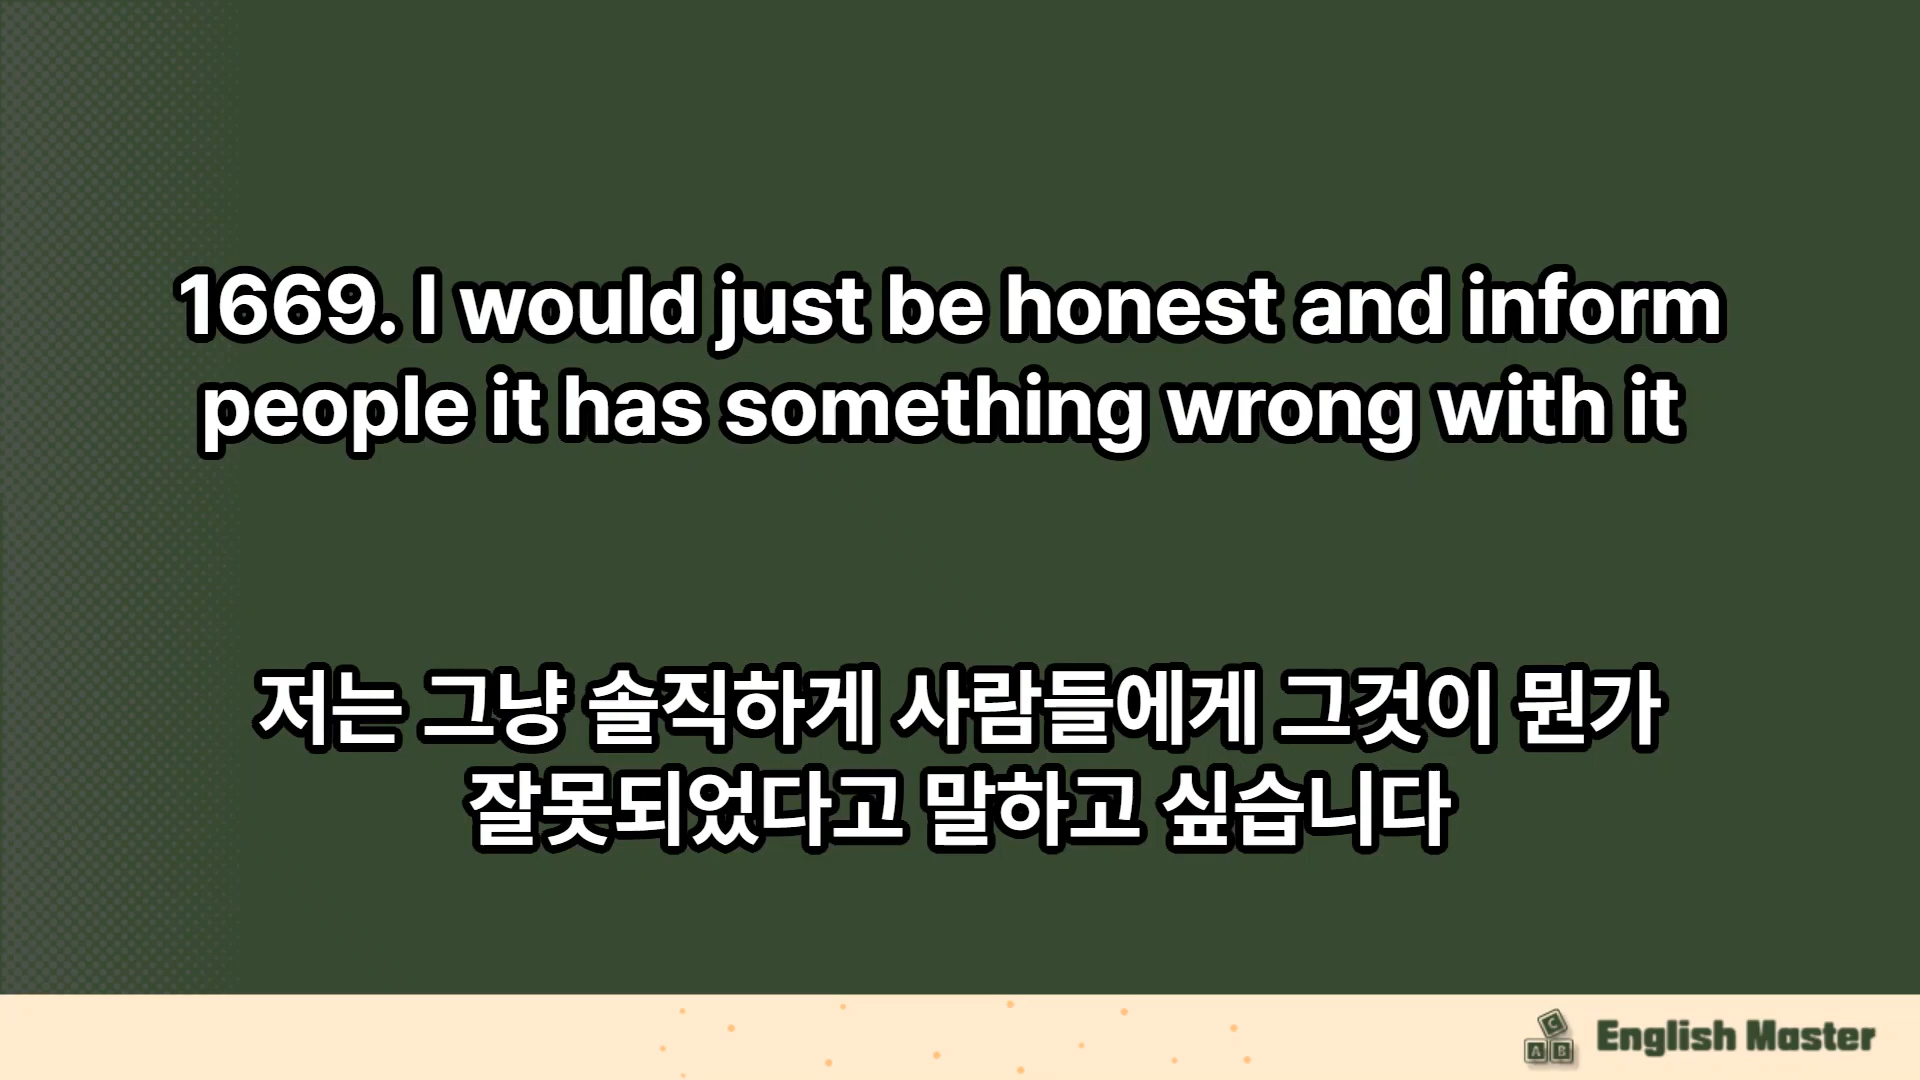 1669. I would just be honest and inform
people it has something wrong with it
저는 그냥 솔직하게 사람들에게 그것이 뭔가
잘못되었다고 말하고 싶습니다
C
A B
English Master